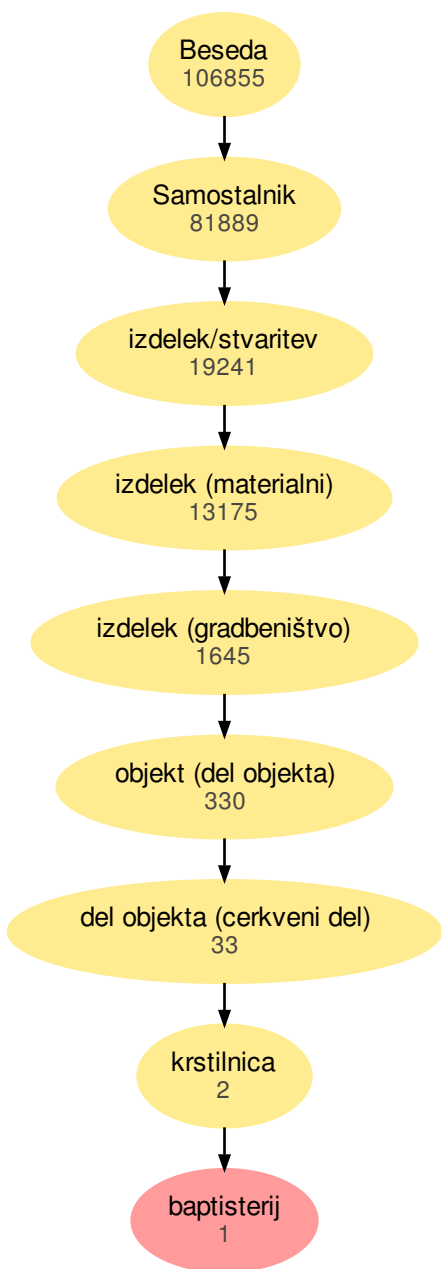 Beseda
106855
Samostalnik
81889
izdelek/stvaritev
19241
izdelek (materialni)
13175
izdelek (gradbeništvo)
1645
objekt (del objekta)
330
del objekta (cerkveni del)
33
krstilnica
2
baptisterij
1